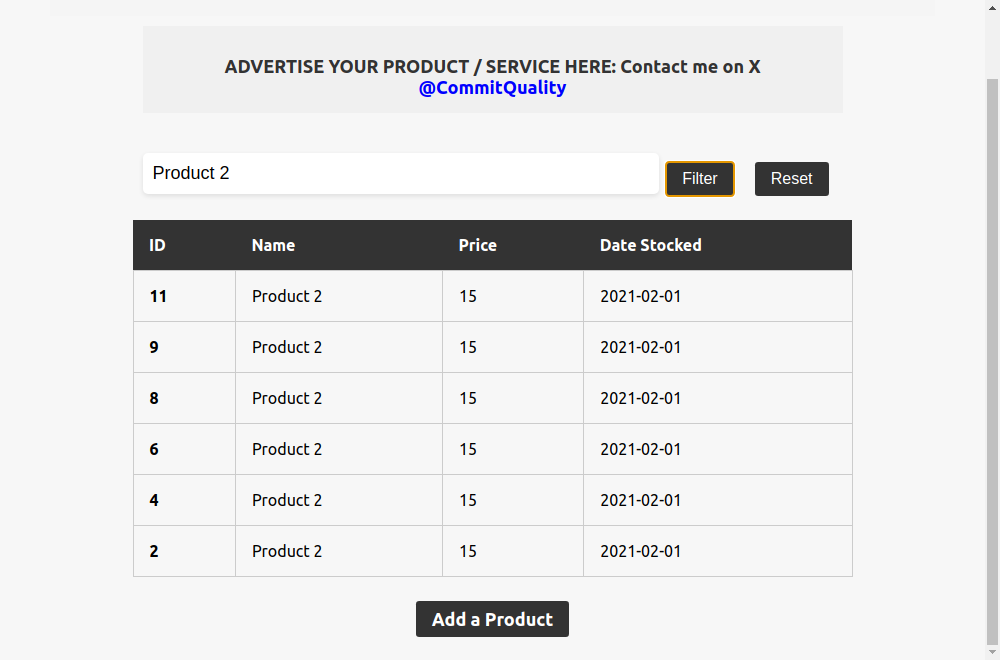 ADVERTISE YOUR PRODUCT / SERVICE HERE: Contact me on X
@CommitQuality
Product 2 Filter Reset
ID Name Price Date Stocked
11 Product 2 15 2021-02-01
9 Product 2 15 2021-02-01
8 Product 2 15 2021-02-01
6 Product 2 15 2021-02-01
4 Product 2 15 2021-02-01
2 Product 2 15 2021-02-01
Add a Product